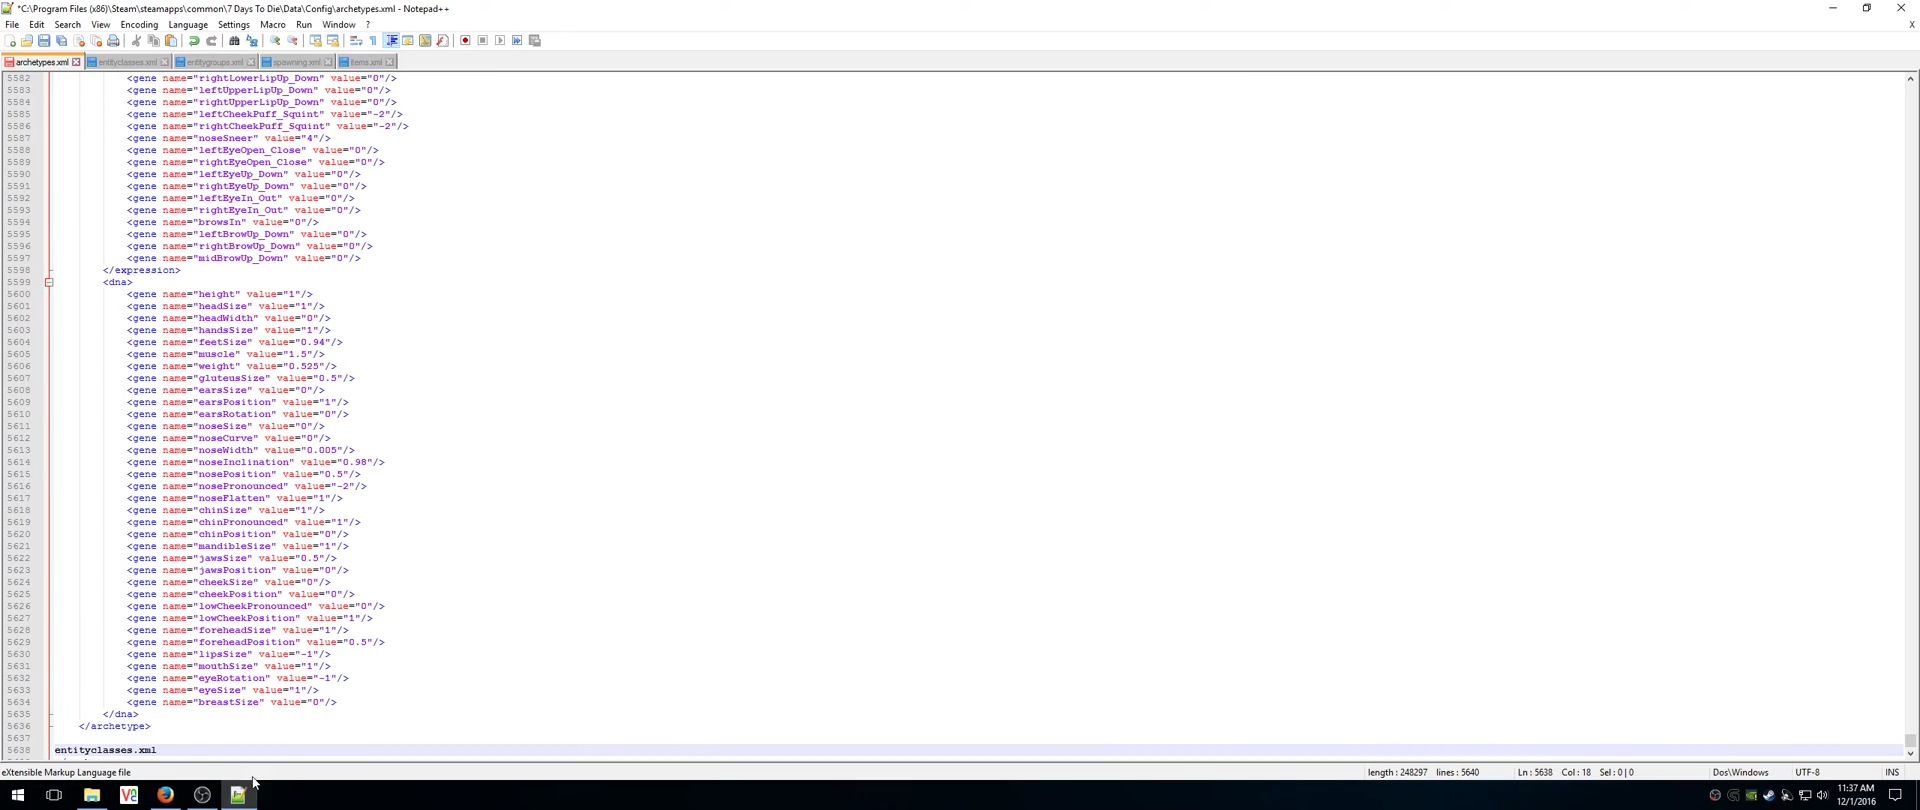 *C:\Program Files (x86)\Steam\steamapps\common\7 Days To Die\Data\Config\archetypes.xml - Notepad++
File Edit Search View Encoding Language Settings Macro Run Window ? X
archetypes.xml entityclasses.xml entitygroups.xml spawning.xml items.xml
5582 <gene name="rightLowerLipUp_Down" value="0"/>
5583 <gene name="leftUpperLipUp_Down" value="0"/>
5584 <gene name="rightUpperLipUp_Down" value="0"/>
5585 <gene name="leftCheekPuff_Squint" value="-2"/>
5586 <gene name="rightCheekPuff_Squint" value="-2"/>
5587 <gene name="noseSneer" value="4"/>
5588 <gene name="leftEyeOpen_Close" value="0"/>
5589 <gene name="rightEyeOpen_Close" value="0"/>
5590 <gene name="leftEyeUp_Down" value="0"/>
5591 <gene name="rightEyeUp_Down" value="0"/>
5592 <gene name="leftEyeIn_Out" value="0"/>
5593 <gene name="rightEyeIn_Out" value="0"/>
5594 <gene name="browsIn" value="0"/>
5595 <gene name="leftBrowUp_Down" value="0"/>
5596 <gene name="rightBrowUp_Down" value="0"/>
5597 <gene name="midBrowUp_Down" value="0"/>
5598 </expression>
5599 <dna>
5600 <gene name="height" value="1"/>
5601 <gene name="headSize" value="1"/>
5602 <gene name="headWidth" value="0"/>
5603 <gene name="handsSize" value="1"/>
5604 <gene name="feetSize" value="0.94"/>
5605 <gene name="muscle" value="1.5"/>
5606 <gene name="weight" value="0.525"/>
5607 <gene name="gluteusSize" value="0.5"/>
5608 <gene name="earsSize" value="0"/>
5609 <gene name="earsPosition" value="1"/>
5610 <gene name="earsRotation" value="0"/>
5611 <gene name="noseSize" value="0"/>
5612 <gene name="noseCurve" value="0"/>
5613 <gene name="noseWidth" value="0.005"/>
5614 <gene name="noseInclination" value="0.98"/>
5615 <gene name="nosePosition" value="0.5"/>
5616 <gene name="nosePronounced" value="-2"/>
5617 <gene name="noseFlatten" value="1"/>
5618 <gene name="chinSize" value="1"/>
5619 <gene name="chinPronounced" value="1"/>
5620 <gene name="chinPosition" value="0"/>
5621 <gene name="mandibleSize" value="1"/>
5622 <gene name="jawsSize" value="0.5"/>
5623 <gene name="jawsPosition" value="0"/>
5624 <gene name="cheekSize" value="0"/>
5625 <gene name="cheekPosition" value="0"/>
5626 <gene name="lowCheekPronounced" value="0"/>
5627 <gene name="lowCheekPosition" value="1"/>
5628 <gene name="foreheadSize" value="1"/>
5629 <gene name="foreheadPosition" value="0.5"/>
5630 <gene name="lipsSize" value="-1"/>
5631 <gene name="mouthSize" value="1"/>
5632 <gene name="eyeRotation" value="-1"/>
5633 <gene name="eyeSize" value="1"/>
5634 <gene name="breastSize" value="0"/>
5635 </dna>
5636 </archetype>
5637
5638 entityclasses.xml
eXtensible Markup Language file length : 248297 lines : 5640 Ln : 5638 Col : 18 Sel : 0 | 0 Dos\Windows UTF-8 INS
11:37 AM
12/1/2016